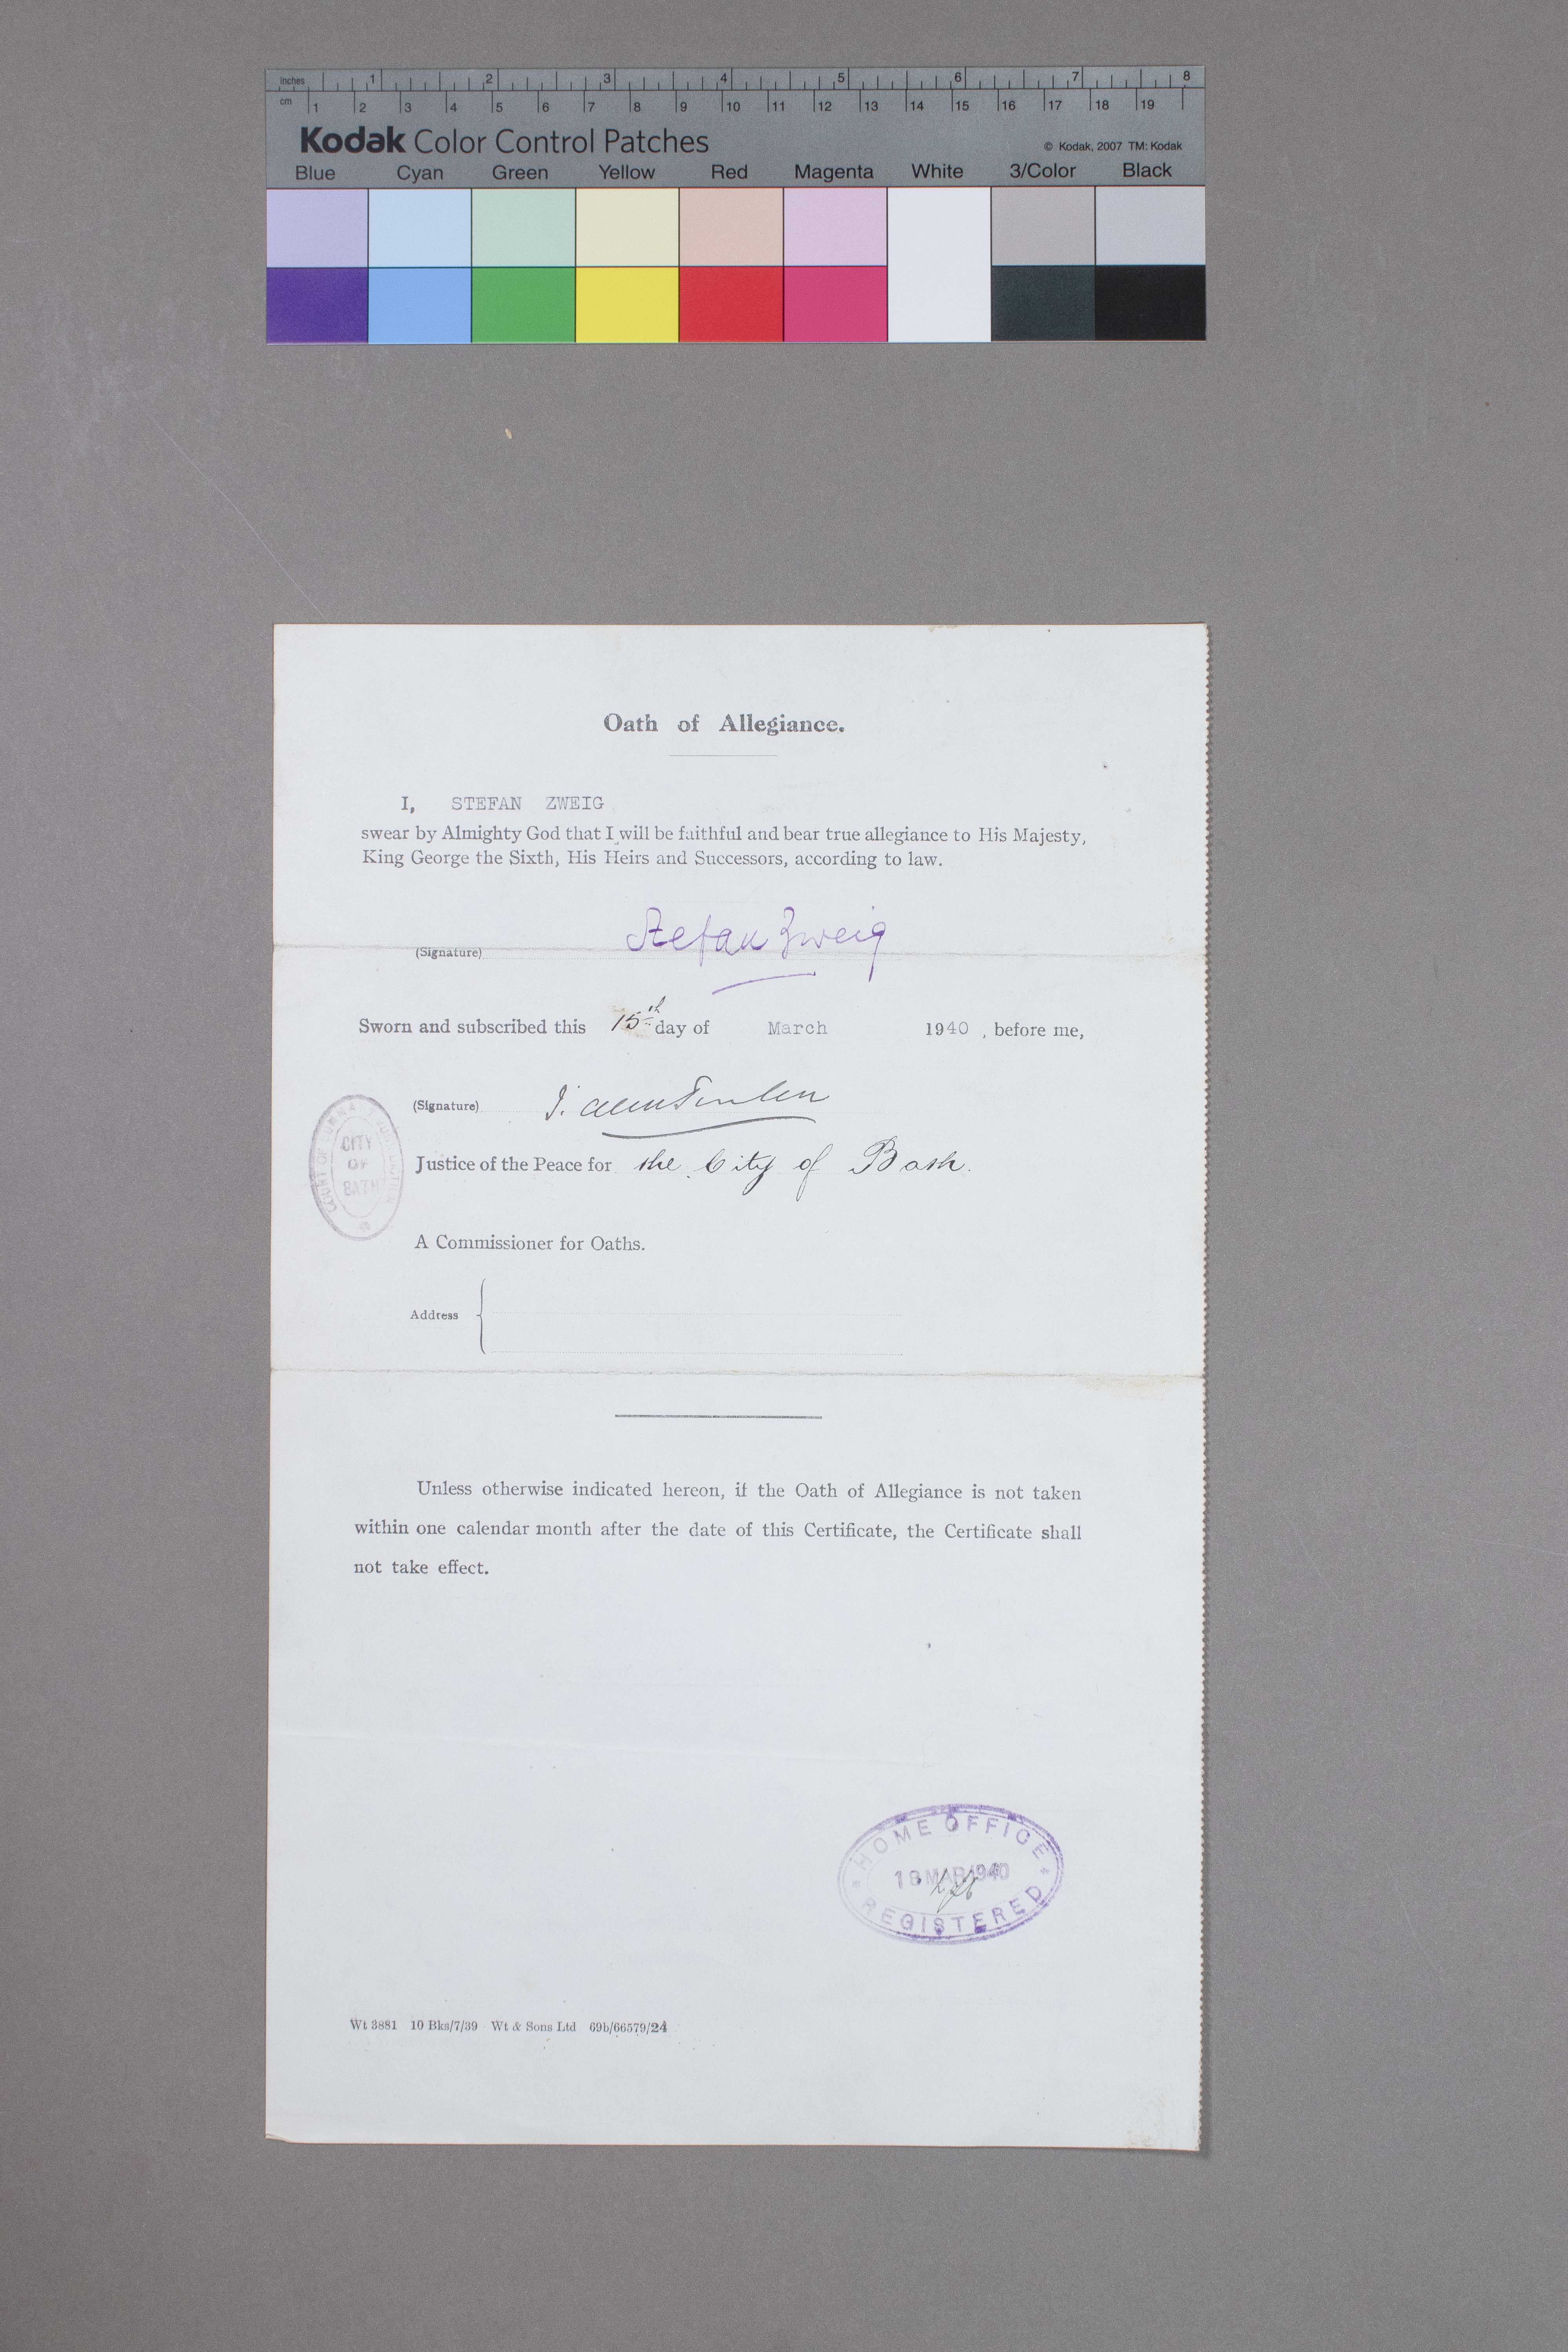 inches 1 2 3 4 5 6 7 8
cm 1 2 3 4 5 6 7 8 9 10 11 12 13 14 15 16 17 18 19
Kodak Color Control Patches
© Kodak, 2007 TM: Kodak
Blue Cyan Green Yellow Red Magenta White 3/Color Black
Oath of Allegiance.
I, STEFAN ZWEIG
swear by Almighty God that I will be faithful and bear true allegiance to His Majesty,
King George the Sixth, His Heirs and Successors, according to law.
(Signature) Stefan Zweig
Sworn and subscribed this 15th day of March 1940 , before me,
(Signature)
COURT OF SUMMARY JURISDICTION
CITY
OF
BATH
Justice of the Peace for the City of Bath.
A Commissioner for Oaths.
Address
Unless otherwise indicated hereon, if the Oath of Allegiance is not taken
within one calendar month after the date of this Certificate, the Certificate shall
not take effect.
HOME OFFICE
18 MAR 1940
REGISTERED
Wt 3881 10 Bks/7/39 Wt & Sons Ltd 69b/66579/24